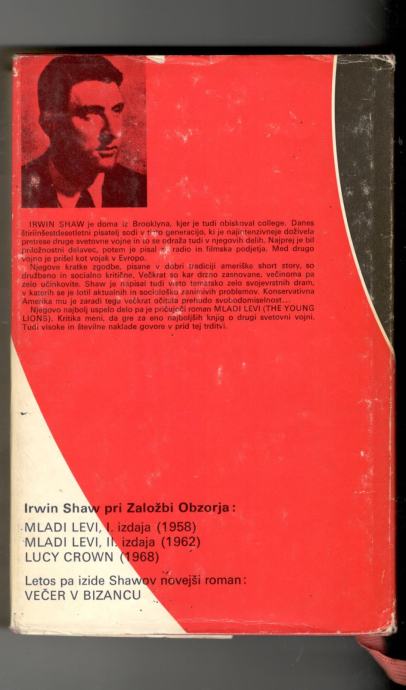 IRWIN SHAW je doma iz Brooklyna, kjer je tudi obiskoval college. Danes
štiriinšestdesetletni pisatelj sodi v tisto generacijo, ki je najintenzivneje doživela
pretrese druge svetovne vojne in to se odraža tudi v njegovih delih. Najprej je bil
priložnostni delavec, potem je pisal za radio in filmska podjetja. Med drugo
vojno je prišel kot vojak v Evropo.
Njegove kratke zgodbe, pisane v dobri tradiciji ameriške short story, so
družbeno in socialno kritične. Večkrat so kar drzno zasnovane, večinoma pa
zelo učinkovite. Shaw je napisal tudi vrsto tematsko zelo svojevrstnih dram,
v katerih se je lotil aktualnih in sociološko zanimivih problemov. Konservativna
Amerika mu je zaradi tega večkrat očitala prehudo svobodomiselnost...
Njegovo najbolj uspelo delo pa je pričujoči roman MLADI LEVI (THE YOUNG
LIONS). Kritika meni, da gre za eno najboljših knjig o drugi svetovni vojni.
Tudi visoke in številne naklade govore v prid tej trditvi.
Irwin Shaw pri Založbi Obzorja:
MLADI LEVI, I. izdaja (1958)
MLADI LEVI, II. izdaja (1962)
LUCY CROWN (1968)
Letos pa izide Shawov novejši roman:
VEČER V BIZANCU